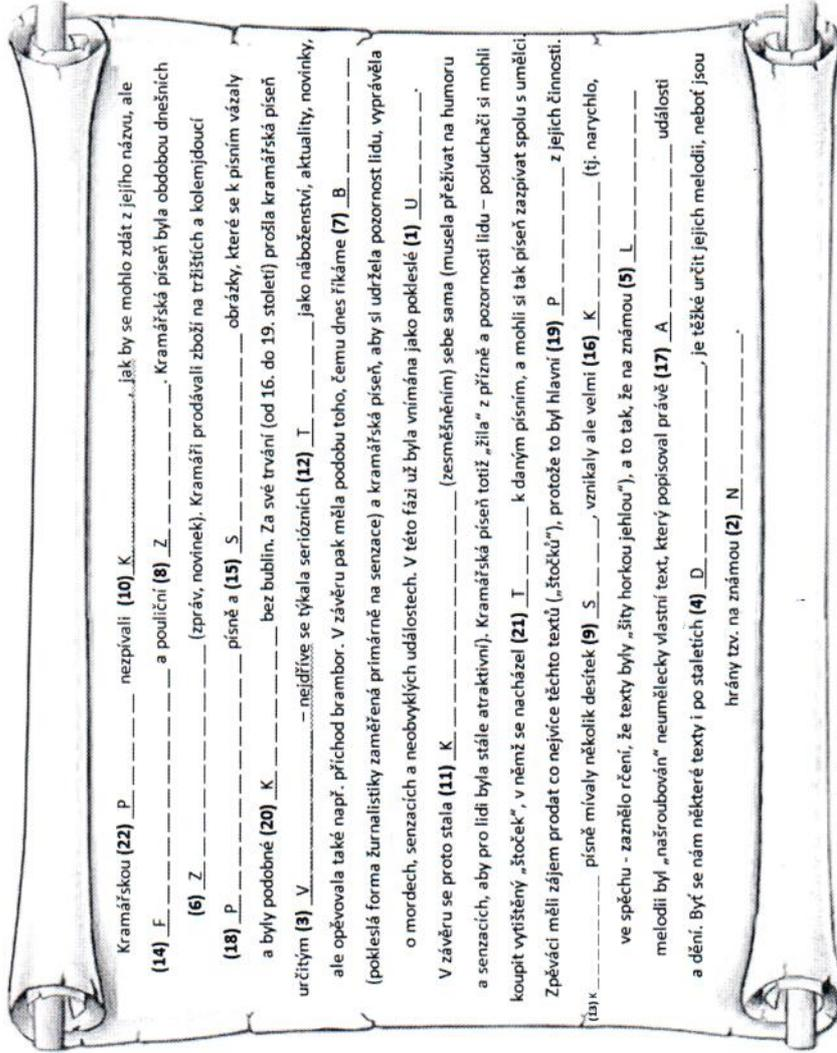 Kramářskou (22) P _ _ _ _ _ nezpívali (10) K _ _ _ _ _ _ _, jak by se mohlo zdát z jejího názvu, ale
(14) F _ _ _ _ _ _ _ _ _ _ a pouliční (8) Z _ _ _ _ _ _. Kramářská píseň byla obdobou dnešních
(6) Z _ _ _ _ _ _ _ _ _ _ (zpráv, novinek). Kramáři prodávali zboží na tržištích a kolemjdoucí
(18) P _ _ _ _ _ _ písně a (15) S _ _ _ _ _ _ obrázky, které se k písním vázaly
a byly podobné (20) K _ _ _ _ _ _ _ bez bublin. Za své trvání (od 16. do 19. století) prošla kramářská píseň
určitým (3) V _ _ _ _ _ _ _ – nejdříve se týkala seriózních (12) T _ _ _ _ _ jako náboženství, aktuality, novinky,
ale opěvovala také např. příchod brambor. V závěru pak měla podobu toho, čemu dnes říkáme (7) B _ _ _ _ _
(pokleslá forma žurnalistiky zaměřená primárně na senzace) a kramářská píseň, aby si udržela pozornost lidu, vyprávěla
o mordech, senzacích a neobvyklých událostech. V této fázi už byla vnímána jako pokleslé (1) U _ _ _ _.
V závěru se proto stala (11) K _ _ _ _ _ _ _ _ _ _ (zesměšněním) sebe sama (musela přežívat na humoru
a senzacích, aby pro lidi byla stále atraktivní). Kramářská píseň totiž „žila“ z přízně a pozornosti lidu – posluchači si mohli
koupit vytištěný „štoček“, v němž se nacházel (21) T _ _ _ k daným písním, a mohli si tak píseň zazpívat spolu s umělci.
Zpěváci měli zájem prodat co nejvíce těchto textů („štočků“), protože to byl hlavní (19) P _ _ _ _ _ z jejich činnosti.
(13) K _ _ _ _ _ _ _ _ písně mívaly několik desítek (9) S _ _ _ _, vznikaly ale velmi (16) K _ _ _ _ _ _ (tj. narychlo,
ve spěchu - zaznělo rčení, že texty byly „šity horkou jehlou“), a to tak, že na známou (5) L _ _ _ _ _ _
melodii byl „našroubován“ neumělecky vlastní text, který popisoval právě (17) A _ _ _ _ _ _ _ události
a dění. Byť se nám některé texty i po staletích (4) D _ _ _ _ _ _ _ _, je těžké určit jejich melodii, neboť jsou
hrány tzv. na známou (2) N _ _ _ _ _ _.